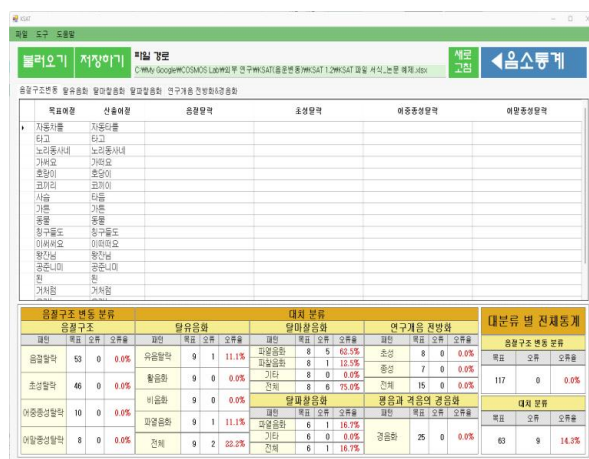 KSAT
파일 도구 도움말
불러오기 저장하기 파일 경로 새로고침 ◀음소통계
C:\My Google\COSMOS Lab\외부 연구\KSAT(음운변동)\KSAT 1.2\KSAT 파일 서식_논문 예제.xlsx
음절구조변동 탈유음화 탈마찰음화 탈파찰음화 연구개음 전방화&경음화
목표어절 산출어절 음절탈락 초성탈락 어중종성탈락 어말종성탈락
자동차를 자동타를
타고 타고
노리동사네 노리동사네
가써요 가떠요
호랑이 호당이
코끼리 코끼이
사슴 타틈
가튼 가튼
동물 동물
칭구들도 칭구들도
이써써요 이떠떠요
왕진님
공준니미 공준니미
된 된
거처럼 거처럼
음절구조 변동 분류 대치 분류 대분류 별 전체통계
음절구조 탈유음화 탈마찰음화 연구개음 전방화
패턴 목표 오류 오류율 패턴 목표 오류 오류율 패턴 목표 오류 오류율 패턴 목표 오류 오류율
음절탈락 53 0 0.0%
초성탈락 46 0 0.0%
어중종성탈락 10 0 0.0%
어말종성탈락 8 0 0.0%
유음탈락 9 1 11.1%
활음화 9 0 0.0%
비음화 9 0 0.0%
파열음화 9 1 11.1%
전체 9 2 22.2%
파열음화 8 5 62.5%
파찰음화 8 1 12.5%
기타 8 0 0.0%
전체 8 6 75.0%
탈파찰음화
패턴 목표 오류 오류율
파열음화 6 1 16.7%
기타 6 0 0.0%
전체 6 1 16.7%
초성 8 0 0.0%
종성 7 0 0.0%
전체 15 0 0.0%
평음과 격음의 경음화
패턴 목표 오류 오류율
경음화 25 0 0.0%
음절구조 변동 분류
목표 오류 오류율
117 0 0.0%
대치 분류
목표 오류 오류율
63 9 14.3%